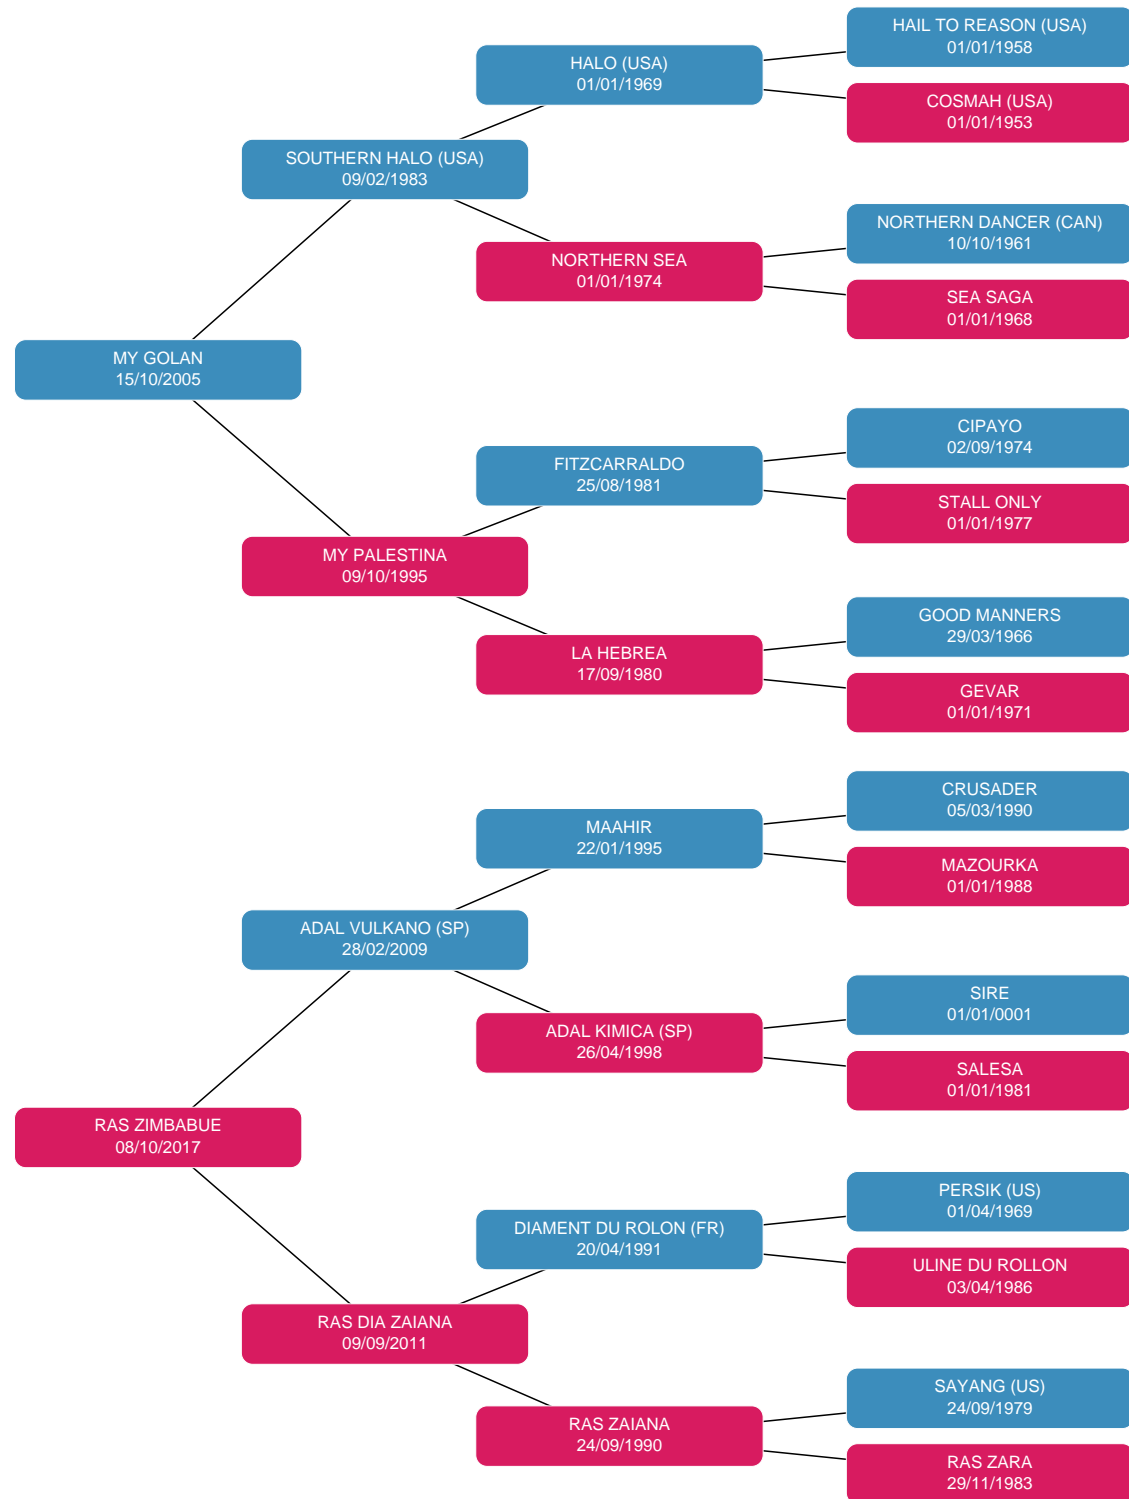 HAIL TO REASON (USA)
01/01/1958
HALO (USA)
01/01/1969
COSMAH (USA)
01/01/1953
SOUTHERN HALO (USA)
09/02/1983
NORTHERN DANCER (CAN)
10/10/1961
NORTHERN SEA
01/01/1974
SEA SAGA
01/01/1968
MY GOLAN
15/10/2005
CIPAYO
02/09/1974
FITZCARRALDO
25/08/1981
STALL ONLY
01/01/1977
MY PALESTINA
09/10/1995
GOOD MANNERS
29/03/1966
LA HEBREA
17/09/1980
GEVAR
01/01/1971
CRUSADER
05/03/1990
MAAHIR
22/01/1995
MAZOURKA
01/01/1988
ADAL VULKANO (SP)
28/02/2009
SIRE
01/01/0001
ADAL KIMICA (SP)
26/04/1998
SALESA
01/01/1981
RAS ZIMBABUE
08/10/2017
PERSIK (US)
01/04/1969
DIAMENT DU ROLON (FR)
20/04/1991
ULINE DU ROLLON
03/04/1986
RAS DIA ZAIANA
09/09/2011
SAYANG (US)
24/09/1979
RAS ZAIANA
24/09/1990
RAS ZARA
29/11/1983